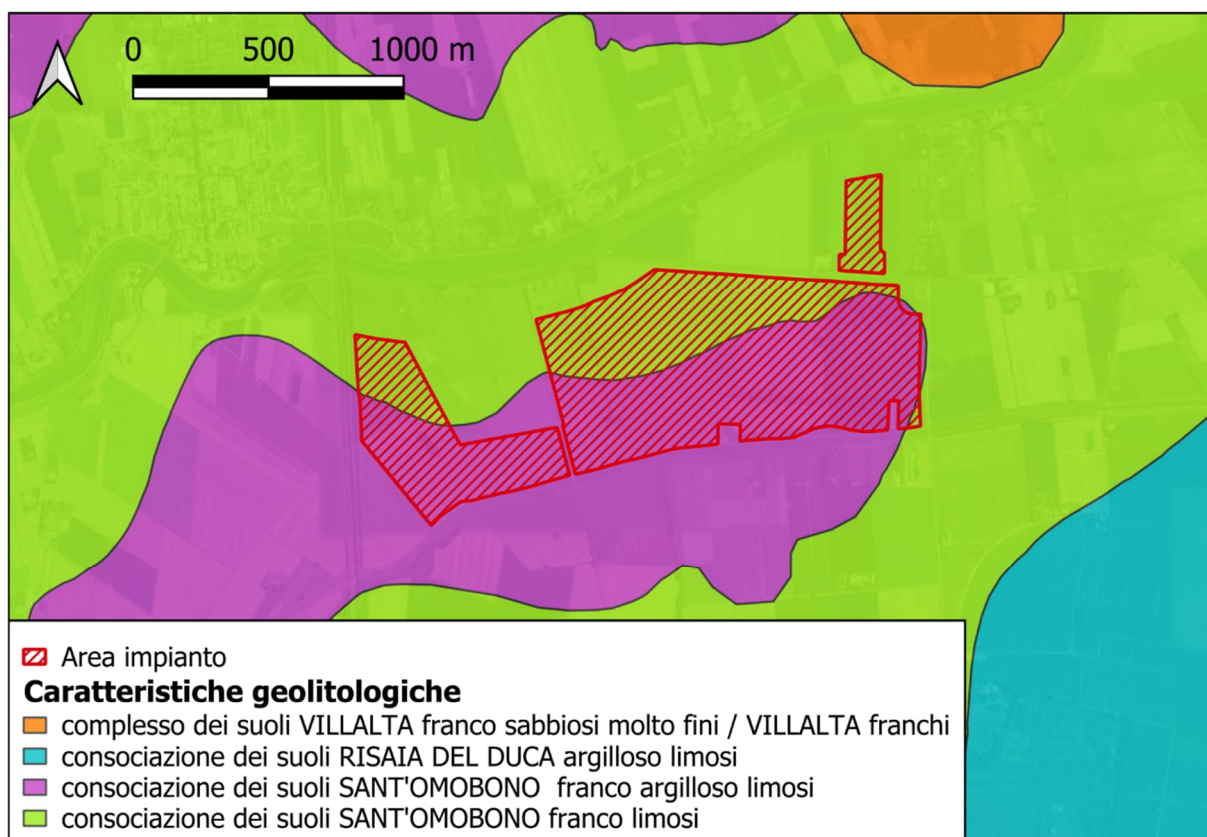 0 500 1000 m
Area impianto
Caratteristiche geolitologiche
complesso dei suoli VILLALTA franco sabbiosi molto fini / VILLALTA franchi
consociazione dei suoli RISAIA DEL DUCA argilloso limosi
consociazione dei suoli SANT'OMOBONO franco argilloso limosi
consociazione dei suoli SANT'OMOBONO franco limosi